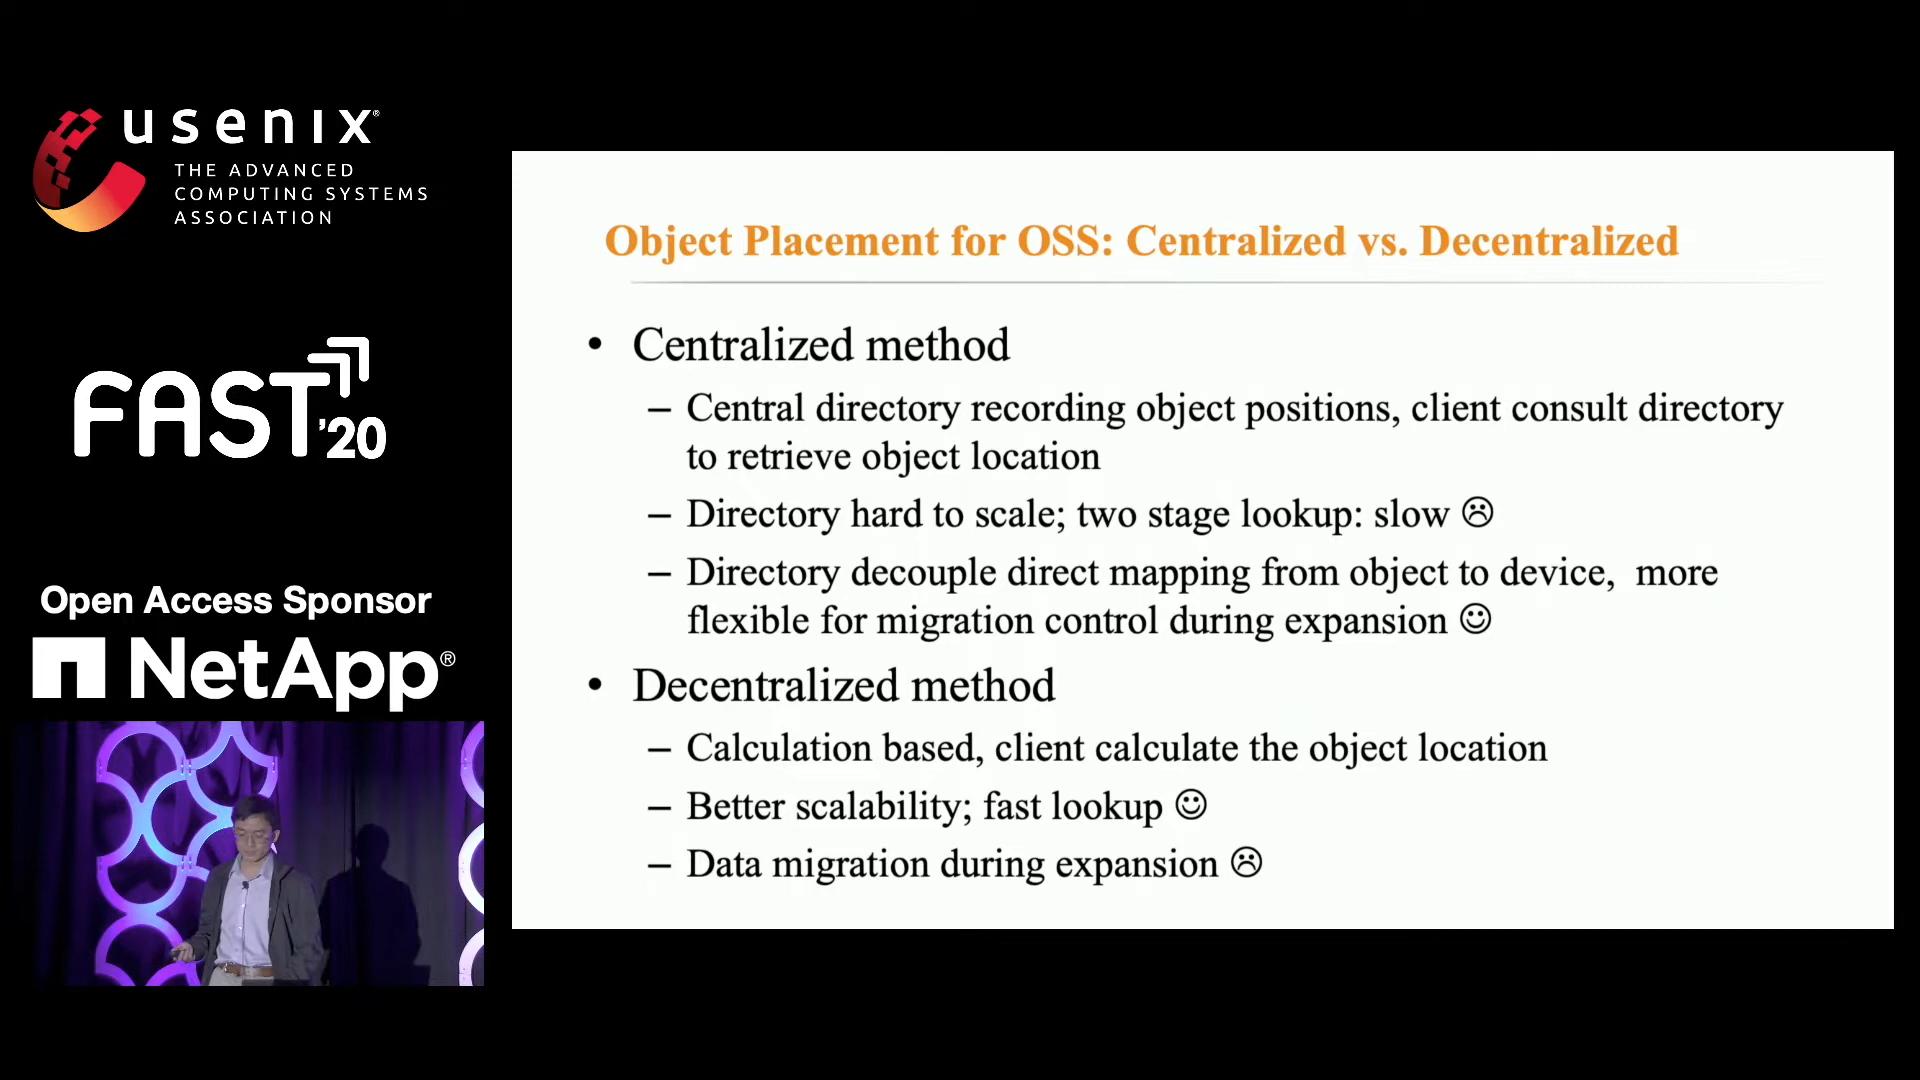 usenix®
THE ADVANCED
COMPUTING SYSTEMS
ASSOCIATION
FAST '20
Open Access Sponsor
NetApp®
Object Placement for OSS: Centralized vs. Decentralized
• Centralized method
– Central directory recording object positions, client consult directory
to retrieve object location
– Directory hard to scale; two stage lookup: slow ☹
– Directory decouple direct mapping from object to device, more
flexible for migration control during expansion ☺
• Decentralized method
– Calculation based, client calculate the object location
– Better scalability; fast lookup ☺
– Data migration during expansion ☹